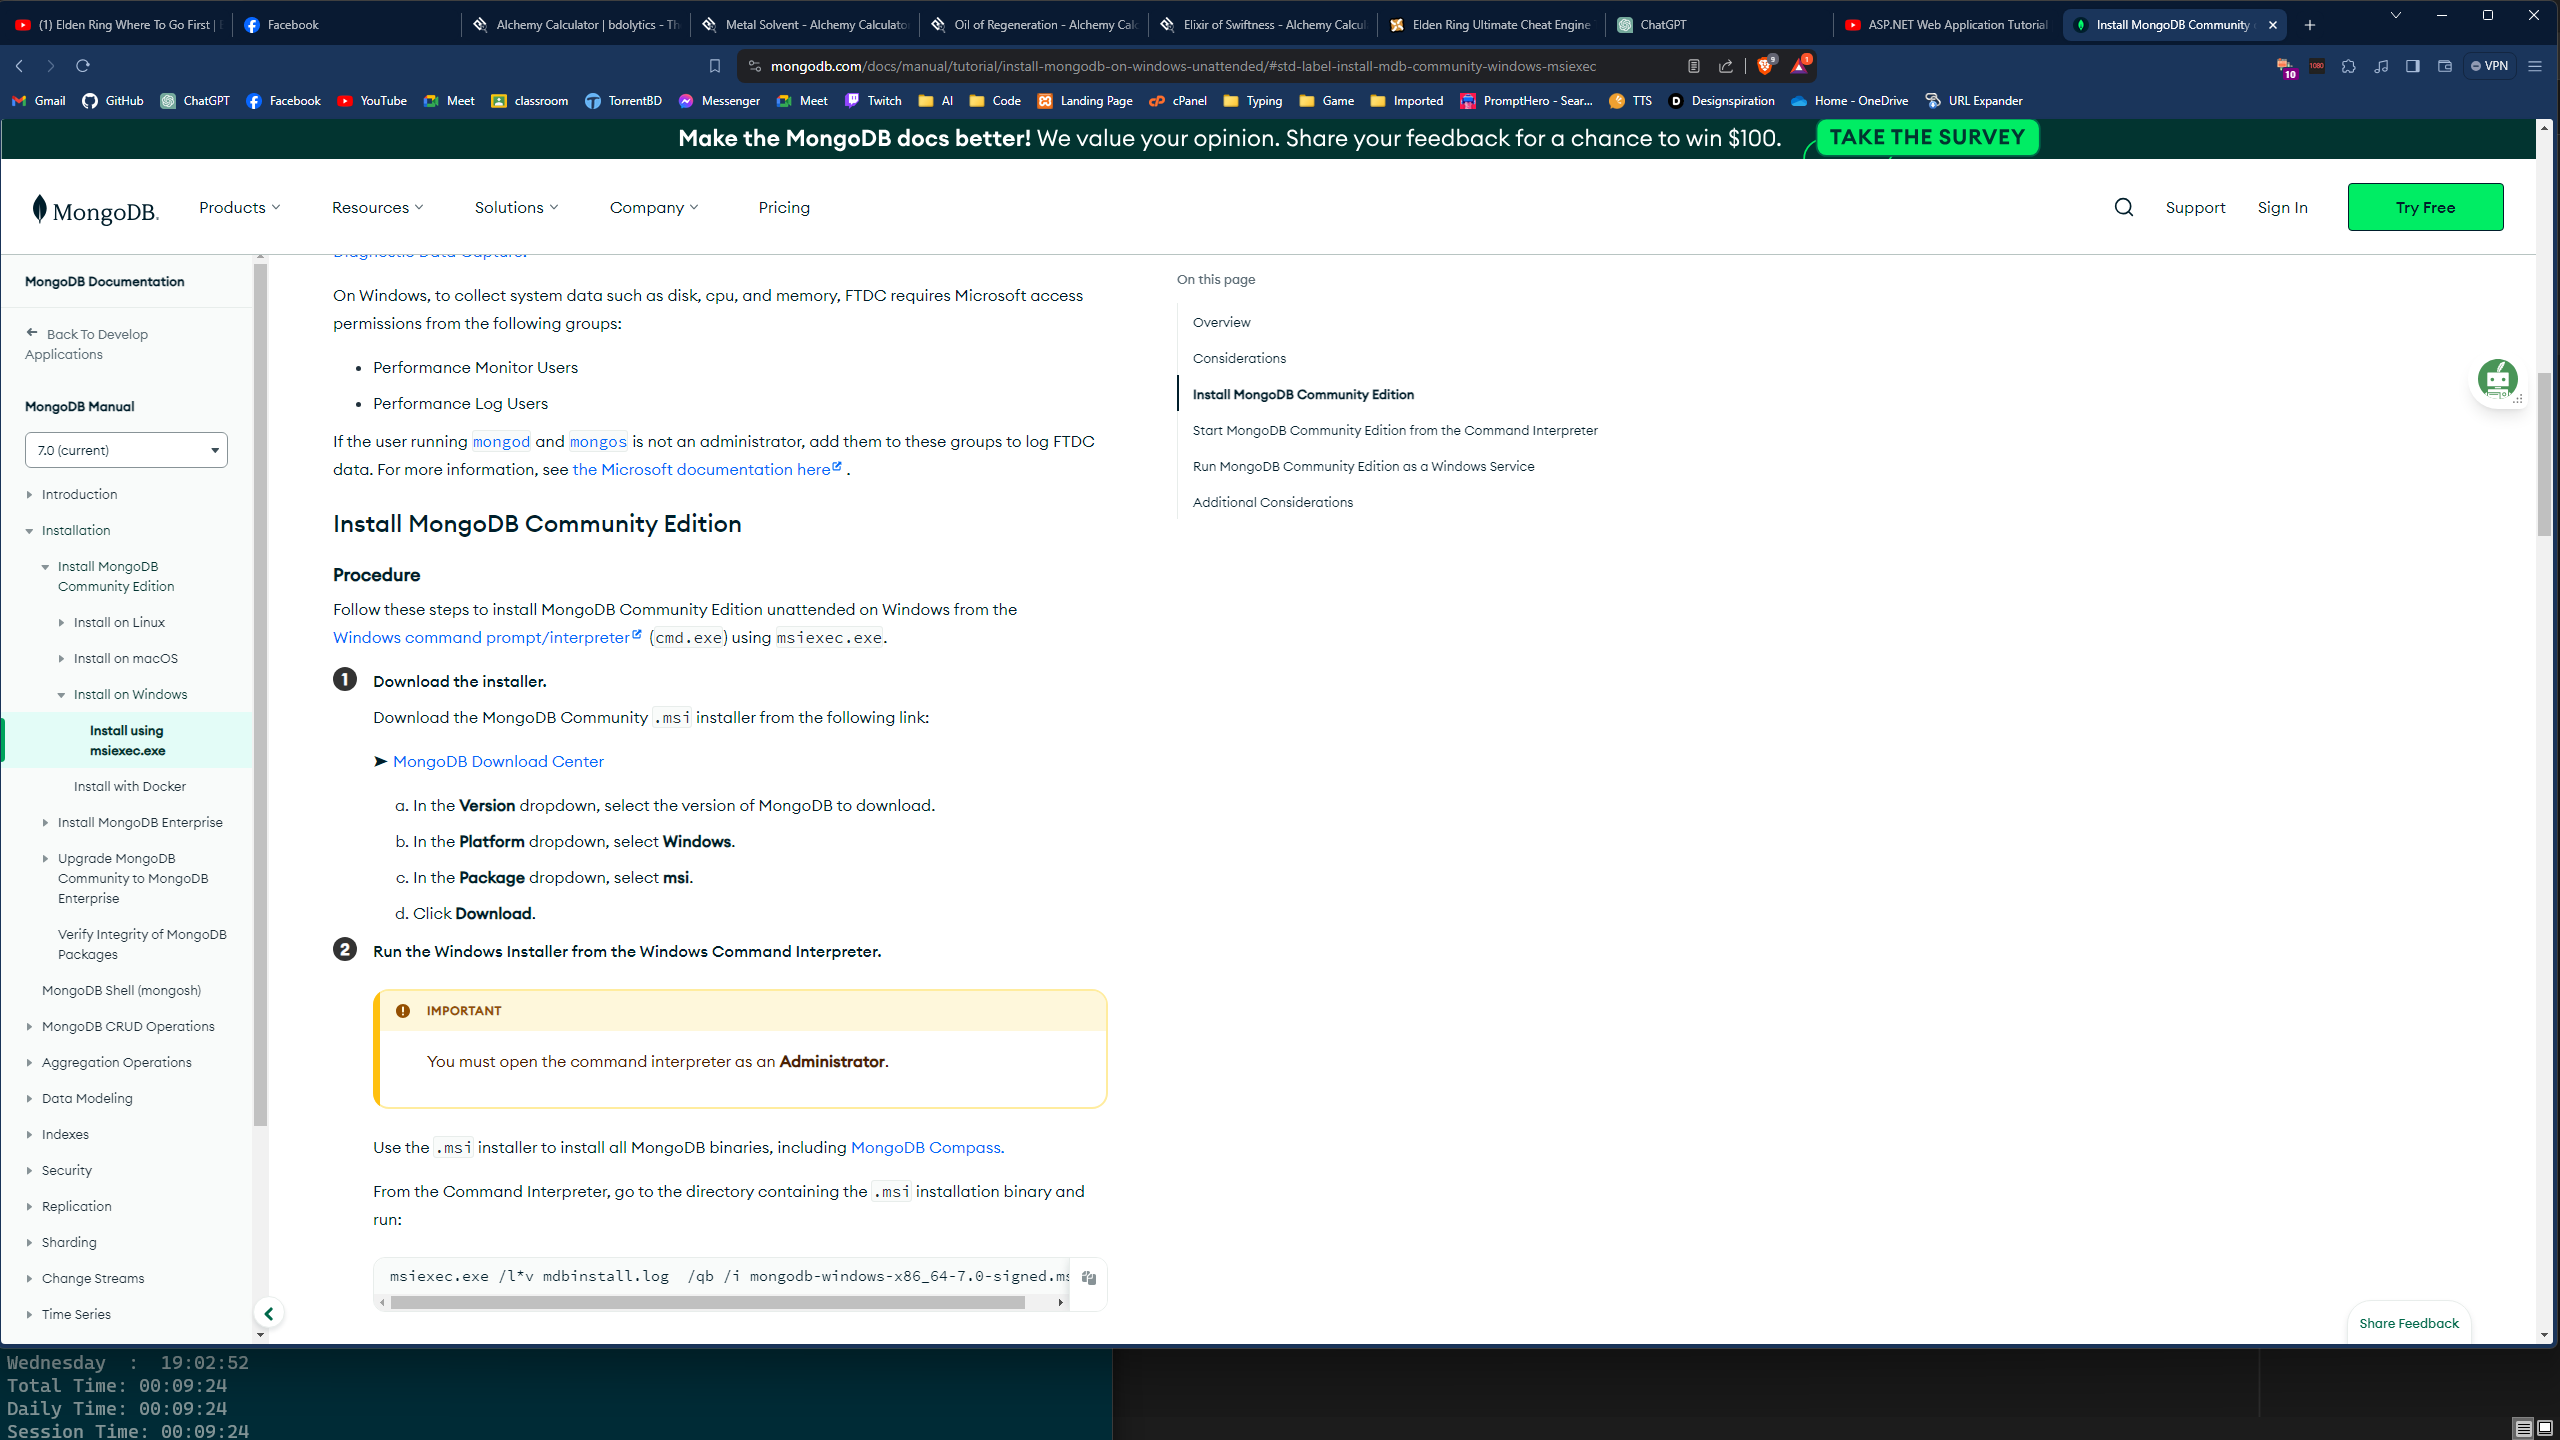 (1) Elden Ring Where To Go First |
Facebook
Alchemy Calculator | bdolytics - Th
Metal Solvent - Alchemy Calculato
Oil of Regeneration - Alchemy Calc
Elixir of Swiftness - Alchemy Calcul
Elden Ring Ultimate Cheat Engine
ChatGPT
ASP.NET Web Application Tutorial
Install MongoDB Community
mongodb.com/docs/manual/tutorial/install-mongodb-on-windows-unattended/#std-label-install-mdb-community-windows-msiexec
9
1
10
1080
VPN
Gmail GitHub ChatGPT Facebook YouTube Meet classroom TorrentBD Messenger Meet Twitch AI Code Landing Page cPanel Typing Game Imported PromptHero - Sear... TTS Designspiration Home - OneDrive URL Expander
Make the MongoDB docs better! We value your opinion. Share your feedback for a chance to win $100. TAKE THE SURVEY
MongoDB.
Products Resources Solutions Company Pricing
Support Sign In Try Free
MongoDB Documentation
Back To Develop
Applications
MongoDB Manual
7.0 (current)
Introduction
Installation
Install MongoDB
Community Edition
Install on Linux
Install on macOS
Install on Windows
Install using
msiexec.exe
Install with Docker
Install MongoDB Enterprise
Upgrade MongoDB
Community to MongoDB
Enterprise
Verify Integrity of MongoDB
Packages
MongoDB Shell (mongosh)
MongoDB CRUD Operations
Aggregation Operations
Data Modeling
Indexes
Security
Replication
Sharding
Change Streams
Time Series
Diagnostic Data Capture.
On Windows, to collect system data such as disk, cpu, and memory, FTDC requires Microsoft access
permissions from the following groups:
• Performance Monitor Users
• Performance Log Users
If the user running mongod and mongos is not an administrator, add them to these groups to log FTDC
data. For more information, see the Microsoft documentation here .
Install MongoDB Community Edition
Procedure
Follow these steps to install MongoDB Community Edition unattended on Windows from the
Windows command prompt/interpreter (cmd.exe) using msiexec.exe.
1 Download the installer.
Download the MongoDB Community .msi installer from the following link:
➤ MongoDB Download Center
a. In the Version dropdown, select the version of MongoDB to download.
b. In the Platform dropdown, select Windows.
c. In the Package dropdown, select msi.
d. Click Download.
2 Run the Windows Installer from the Windows Command Interpreter.
IMPORTANT
You must open the command interpreter as an Administrator.
Use the .msi installer to install all MongoDB binaries, including MongoDB Compass.
From the Command Interpreter, go to the directory containing the .msi installation binary and
run:
msiexec.exe /l*v mdbinstall.log /qb /i mongodb-windows-x86_64-7.0-signed.ms
On this page
Overview
Considerations
Install MongoDB Community Edition
Start MongoDB Community Edition from the Command Interpreter
Run MongoDB Community Edition as a Windows Service
Additional Considerations
Share Feedback
Wednesday : 19:02:52
Total Time: 00:09:24
Daily Time: 00:09:24
Session Time: 00:09:24